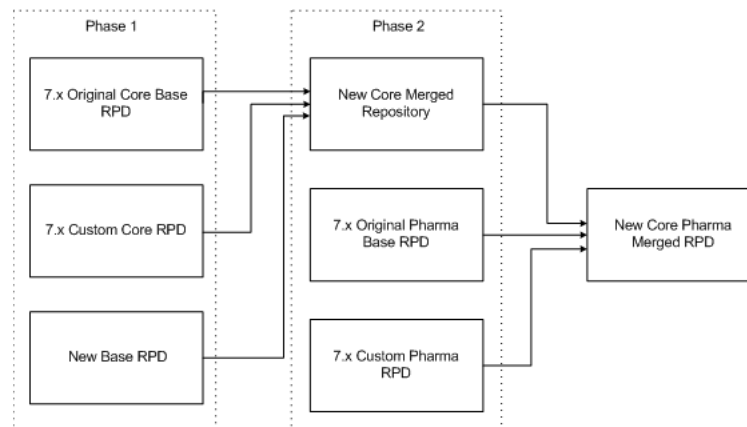 Phase 1
7.x Original Core Base
RPD
7.x Custom Core RPD
New Base RPD
Phase 2
New Core Merged
Repository
7.x Original Pharma
Base RPD
7.x Custom Pharma
RPD
New Core Pharma
Merged RPD